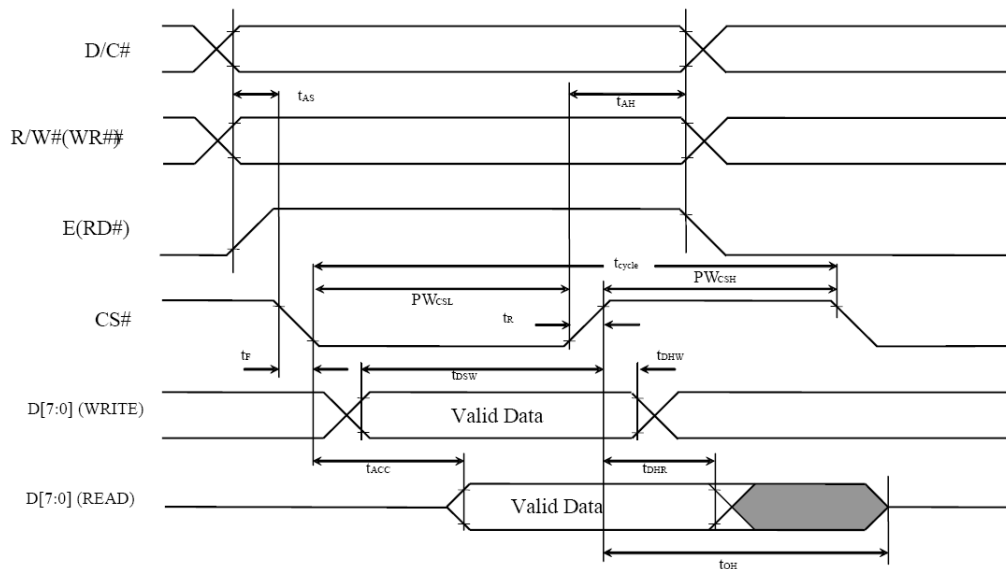 D/C#
tAS
tAH
R/W#(WR##)
E(RD#)
tcycle
PWCSL
PWCSH
CS#
tR
tF
tDSW
tDHW
D[7:0] (WRITE)
Valid Data
tACC
tDHR
D[7:0] (READ)
Valid Data
tOH